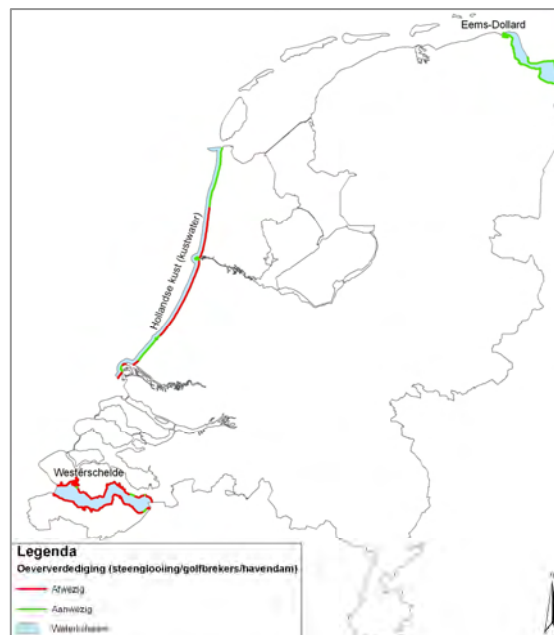 Eems-Dollard
Hollandse kust (kustwater)
Westerschelde
Legenda
Oeververdediging (steenglooiing/golfbrekers/havendam)
Afwezig
Aanwezig
Waterlichaam